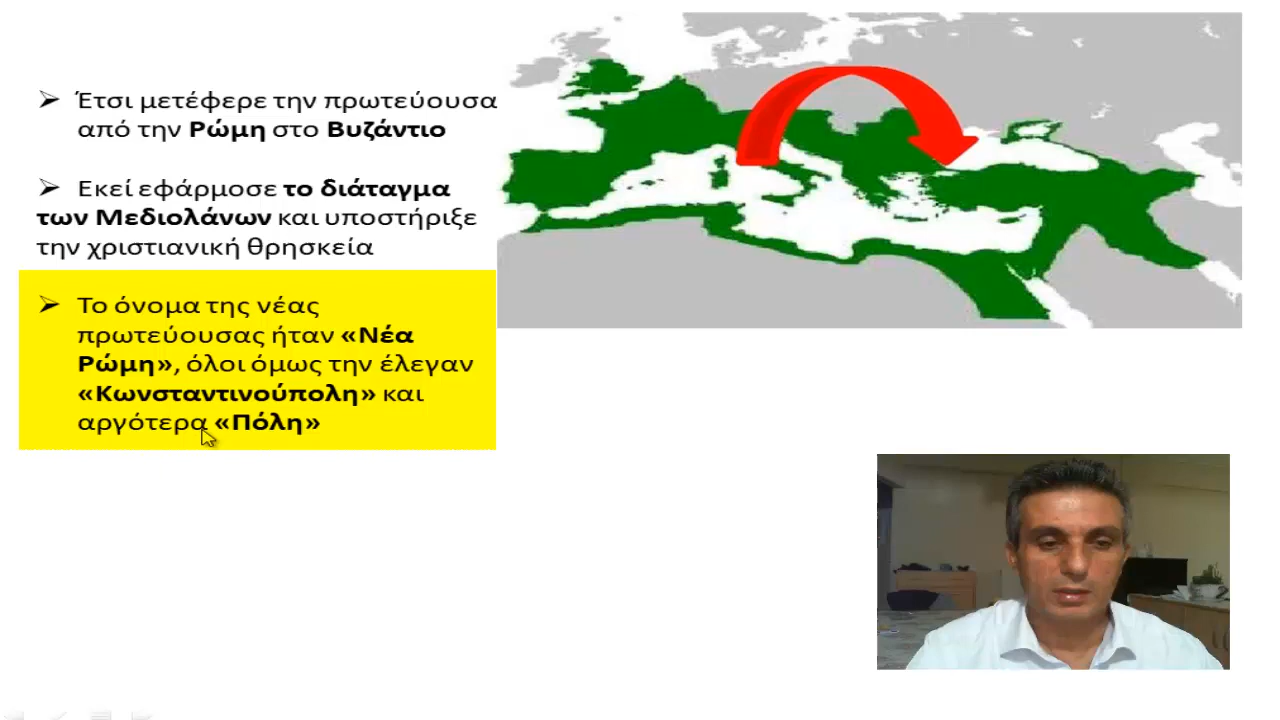 Έτσι μετέφερε την πρωτεύουσα
από την Ρώμη στο Βυζάντιο
Εκεί εφάρμοσε το διάταγμα
των Μεδιολάνων και υποστήριξε
την χριστιανική θρησκεία
Το όνομα της νέας
πρωτεύουσας ήταν «Νέα
Ρώμη», όλοι όμως την έλεγαν
«Κωνσταντινούπολη» και
αργότερα «Πόλη»